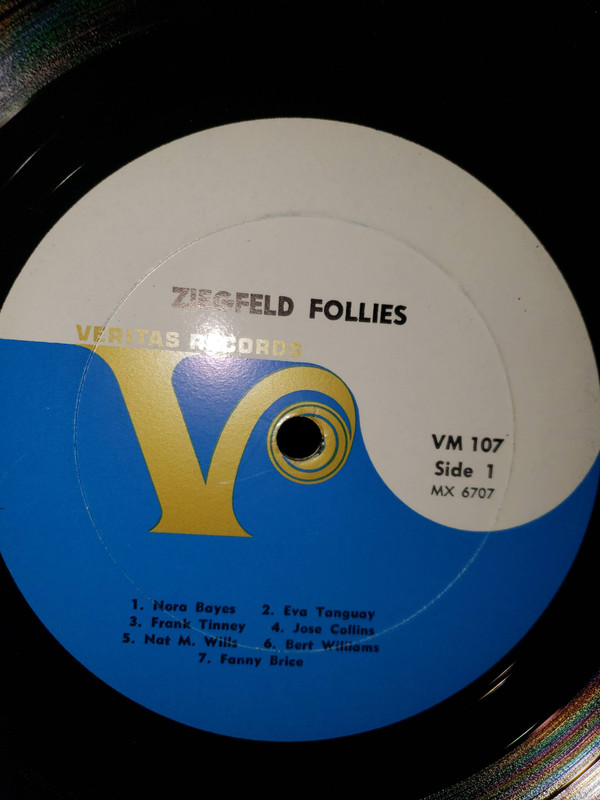 ZIEGFELD FOLLIES
VERITAS RECORDS
VM 107
Side 1
MX 6707
1. Nora Bayes 2. Eva Tanguay
3. Frank Tinney 4. Jose Collins
5. Nat M. Wills 6. Bert Williams
7. Fanny Brice